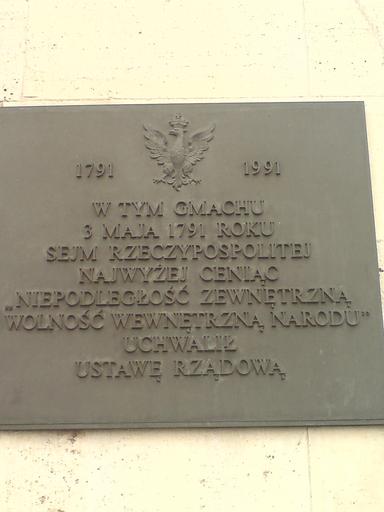 1791 1991
W TYM GMACHU
3 MAJA 1791 ROKU
SEJM RZECZYPOSPOLITEJ
NAJWYŻEJ CENIĄC
„NIEPODLEGŁOŚĆ ZEWNĘTRZNĄ
WOLNOŚĆ WEWNĘTRZNĄ NARODU”
UCHWALIŁ
USTAWĘ RZĄDOWĄ